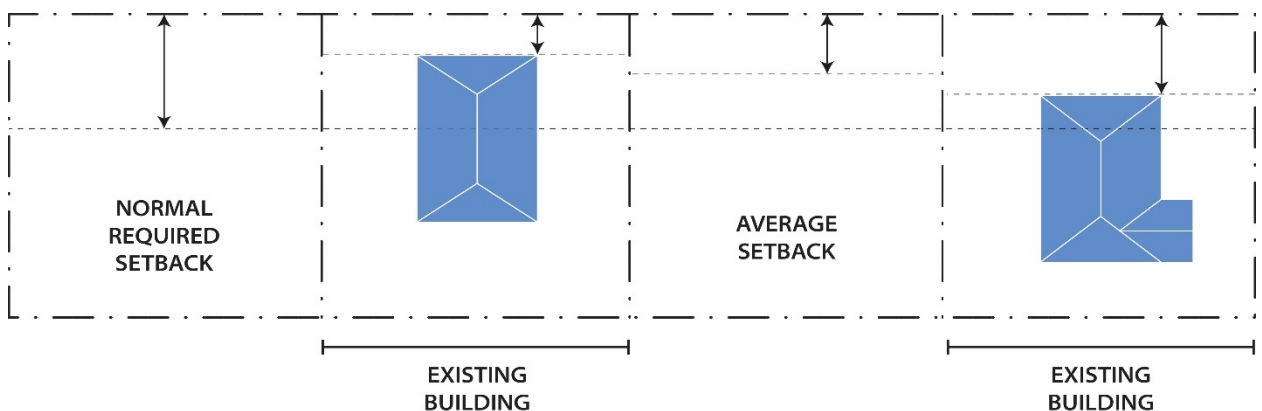 NORMAL
REQUIRED
SETBACK
AVERAGE
SETBACK
EXISTING
BUILDING
EXISTING
BUILDING